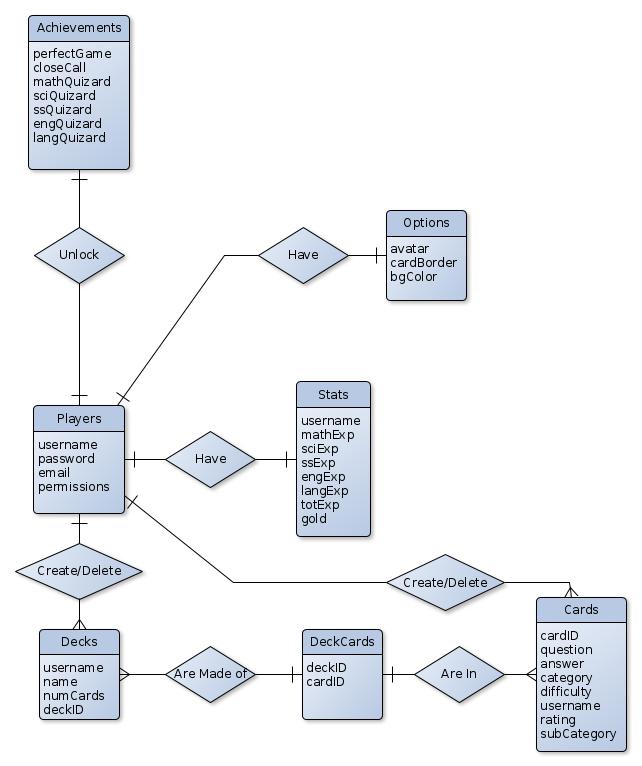 Achievements
perfectGame
closeCall
mathQuizard
sciQuizard
ssQuizard
engQuizard
langQuizard
Unlock
Have
Options
avatar
cardBorder
bgColor
Players
username
password
email
permissions
Have
Stats
username
mathExp
sciExp
ssExp
engExp
langExp
totExp
gold
Create/Delete
Create/Delete
Decks
username
name
numCards
deckID
Are Made of
DeckCards
deckID
cardID
Are In
Cards
cardID
question
answer
category
difficulty
username
rating
subCategory